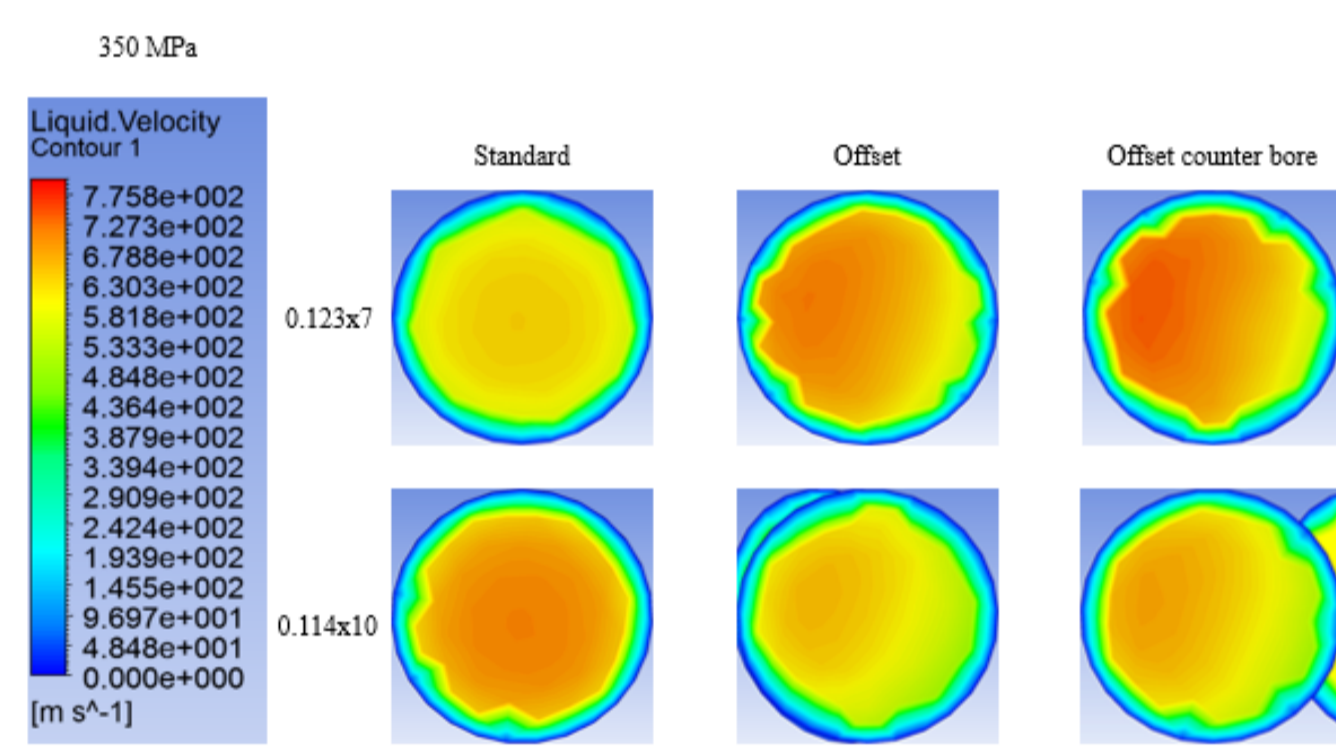 350 MPa
Liquid.Velocity
Contour 1
7.758e+002
7.273e+002
6.788e+002
6.303e+002
5.818e+002
5.333e+002
4.848e+002
4.364e+002
3.879e+002
3.394e+002
2.909e+002
2.424e+002
1.939e+002
1.455e+002
9.697e+001
4.848e+001
0.000e+000
[m s^-1]
Standard
Offset
Offset counter bore
0.123x7
0.114x10